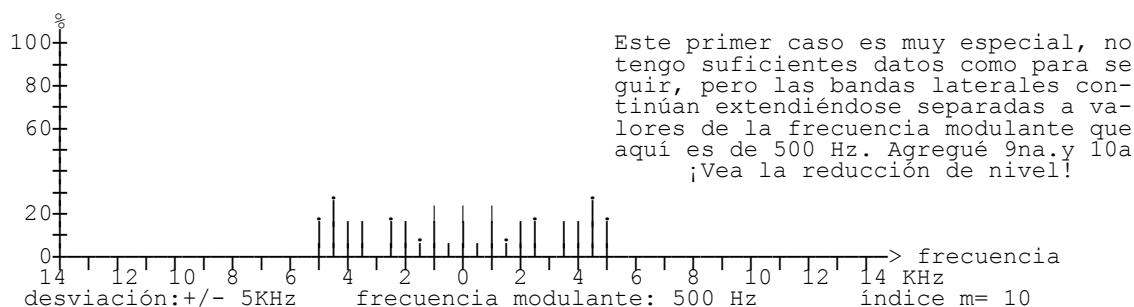 %
100
Este primer caso es muy especial, no
tengo suficientes datos como para se
80
guir, pero las bandas laterales con-
tinúan extendiéndose separadas a va-
60
lores de la frecuencia modulante que
aquí es de 500 Hz. Agregué 9na.y 10a
¡Vea la reducción de nivel!
20
0
> frecuencia
14 12 10 8 6 4 2 0 2 4 6 8 10 12 14 KHz
desviación:+/- 5KHz frecuencia modulante: 500 Hz índice m= 10